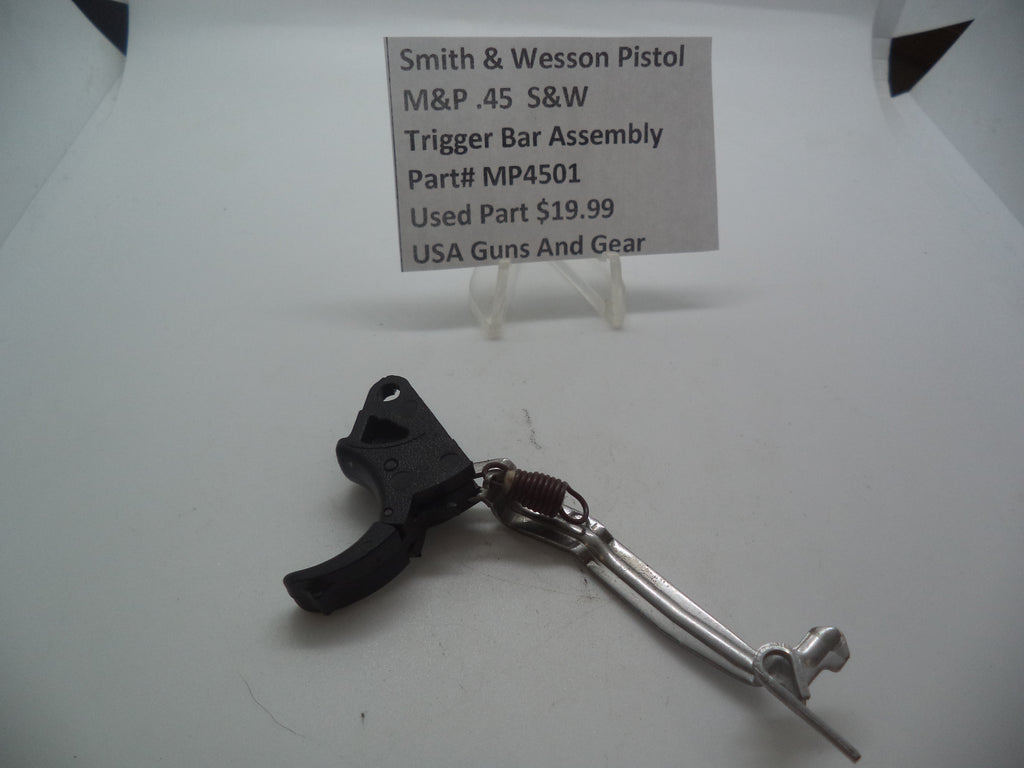 Smith & Wesson Pistol
M&P .45 S&W
Trigger Bar Assembly
Part# MP4501
Used Part $19.99
USA Guns And Gear